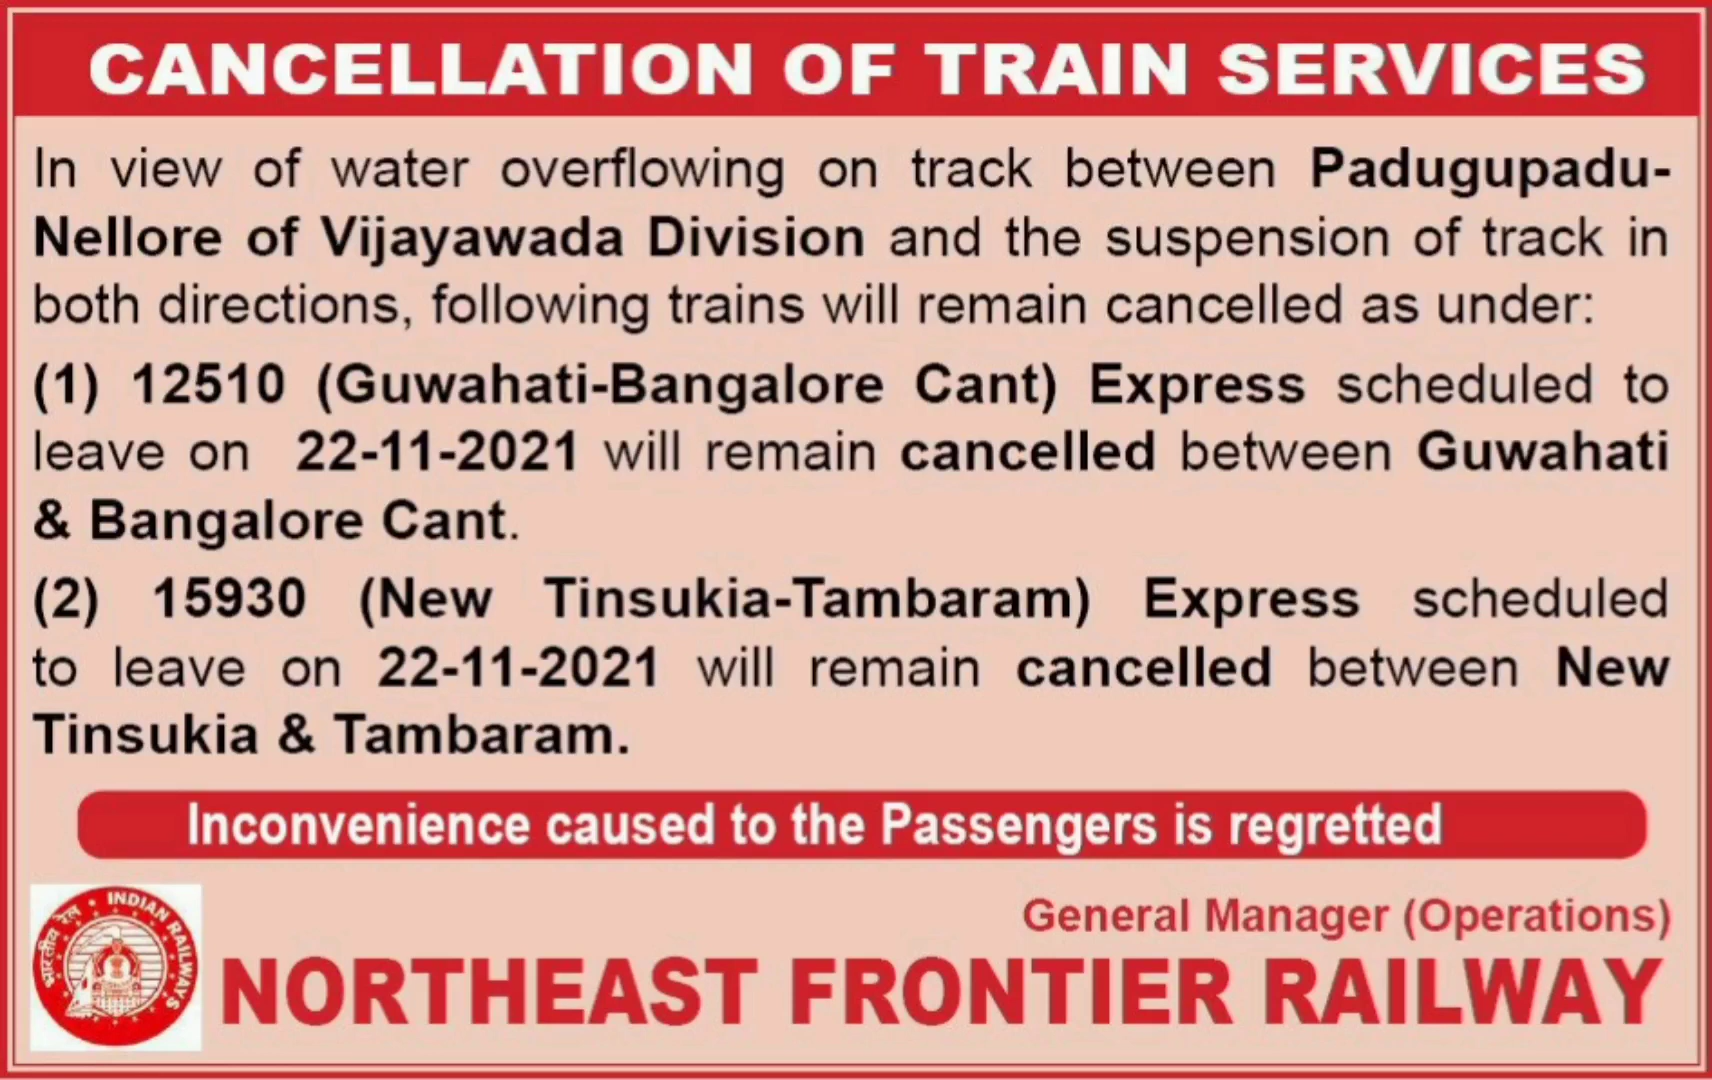 CANCELLATION OF TRAIN SERVICES
In view of water overflowing on track between Padugupadu-
Nellore of Vijayawada Division and the suspension of track in
both directions, following trains will remain cancelled as under:
(1) 12510 (Guwahati-Bangalore Cant) Express scheduled to
leave on 22-11-2021 will remain cancelled between Guwahati
& Bangalore Cant.
(2) 15930 (New Tinsukia-Tambaram) Express scheduled
to leave on 22-11-2021 will remain cancelled between New
Tinsukia & Tambaram.
Inconvenience caused to the Passengers is regretted
भारतीय रेल
INDIAN RAILWAYS
General Manager (Operations)
NORTHEAST FRONTIER RAILWAY